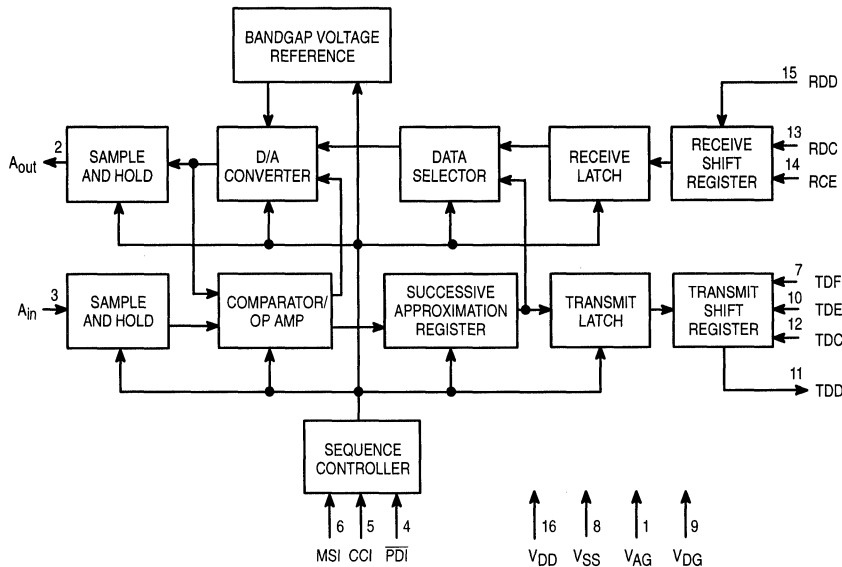 BANDGAP VOLTAGE
REFERENCE
15
RDD
2
Aout
SAMPLE
AND HOLD
D/A
CONVERTER
DATA
SELECTOR
RECEIVE
LATCH
RECEIVE
SHIFT
REGISTER
13
RDC
14
RCE
3
Ain
SAMPLE
AND HOLD
COMPARATOR/
OP AMP
SUCCESSIVE
APPROXIMATION
REGISTER
TRANSMIT
LATCH
TRANSMIT
SHIFT
REGISTER
7
TDF
10
TDE
12
TDC
11
TDD
SEQUENCE
CONTROLLER
6 5 4
MSI CCI PDI
16 8 1 9
VDD VSS VAG VDG